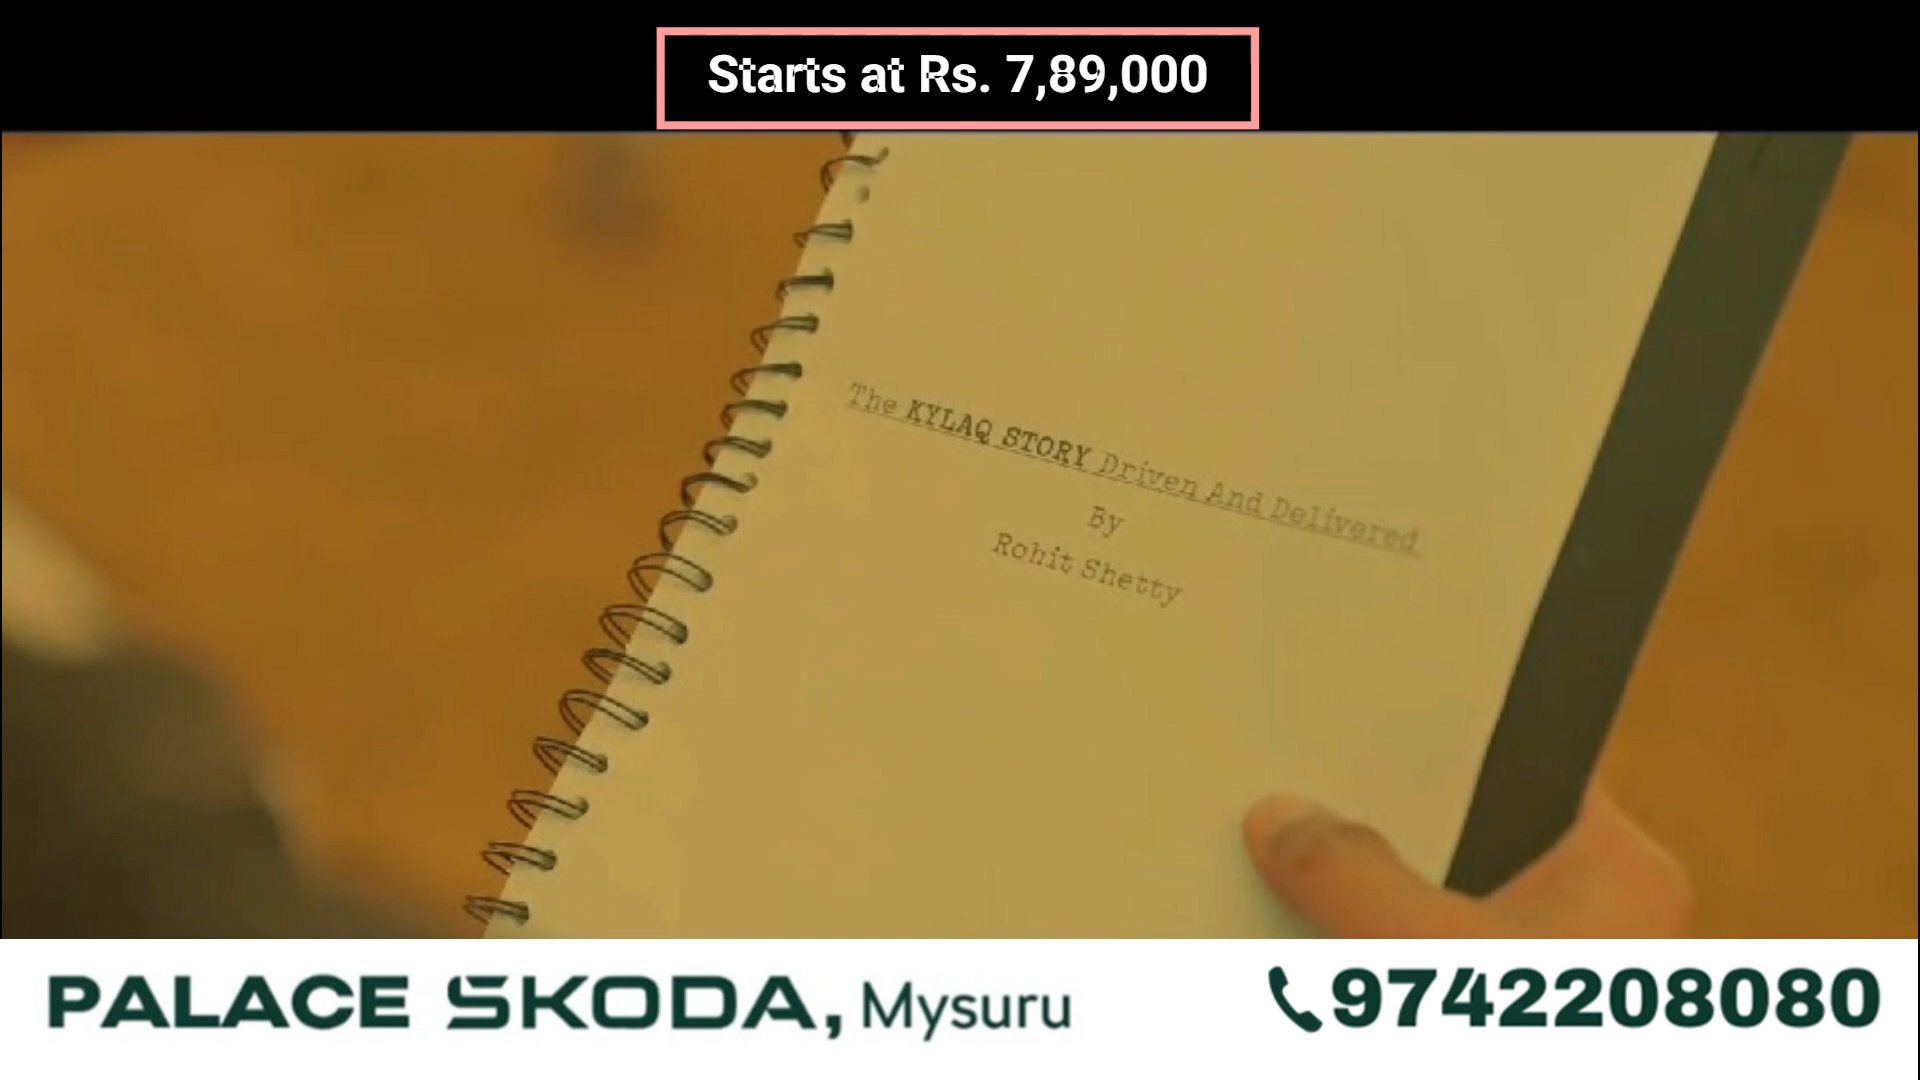 Starts at Rs. 7,89,000
The KYLAQ STORY Driven And Delivered
By
Rohit Shetty
PALACE SKODA, Mysuru
9742208080